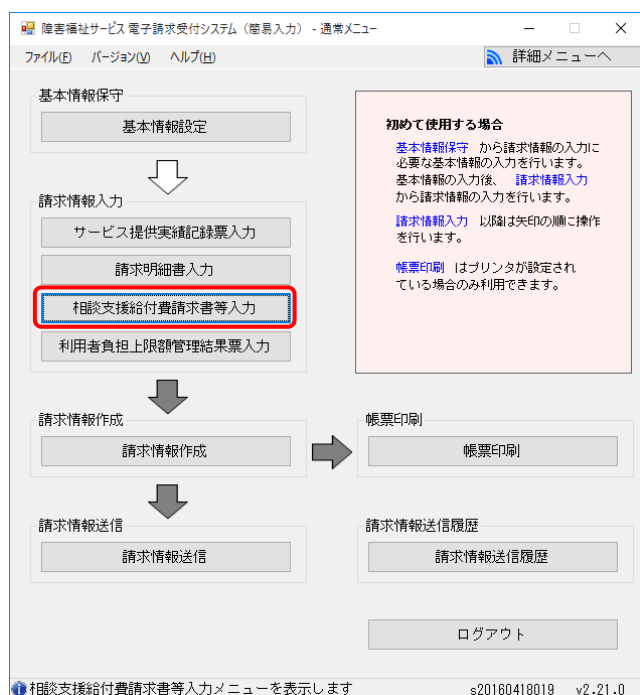 障害福祉サービス 電子請求受付システム（簡易入力） - 通常メニュー
ファイル(F) バージョン(V) ヘルプ(H) 詳細メニューへ
基本情報保守
基本情報設定
初めて使用する場合
基本情報保守 から請求情報の入力に
必要な基本情報の入力を行います。
基本情報の入力後、 請求情報入力
から請求情報の入力を行います。
請求情報入力 以降は矢印の順に操作
を行います。
帳票印刷 はプリンタが設定され
ている場合のみ利用できます。
請求情報入力
サービス提供実績記録票入力
請求明細書入力
相談支援給付費請求書等入力
利用者負担上限額管理結果票入力
請求情報作成
請求情報作成
帳票印刷
帳票印刷
請求情報送信
請求情報送信
請求情報送信履歴
請求情報送信履歴
ログアウト
相談支援給付費請求書等入力メニューを表示します s20160418019 v2.21.0